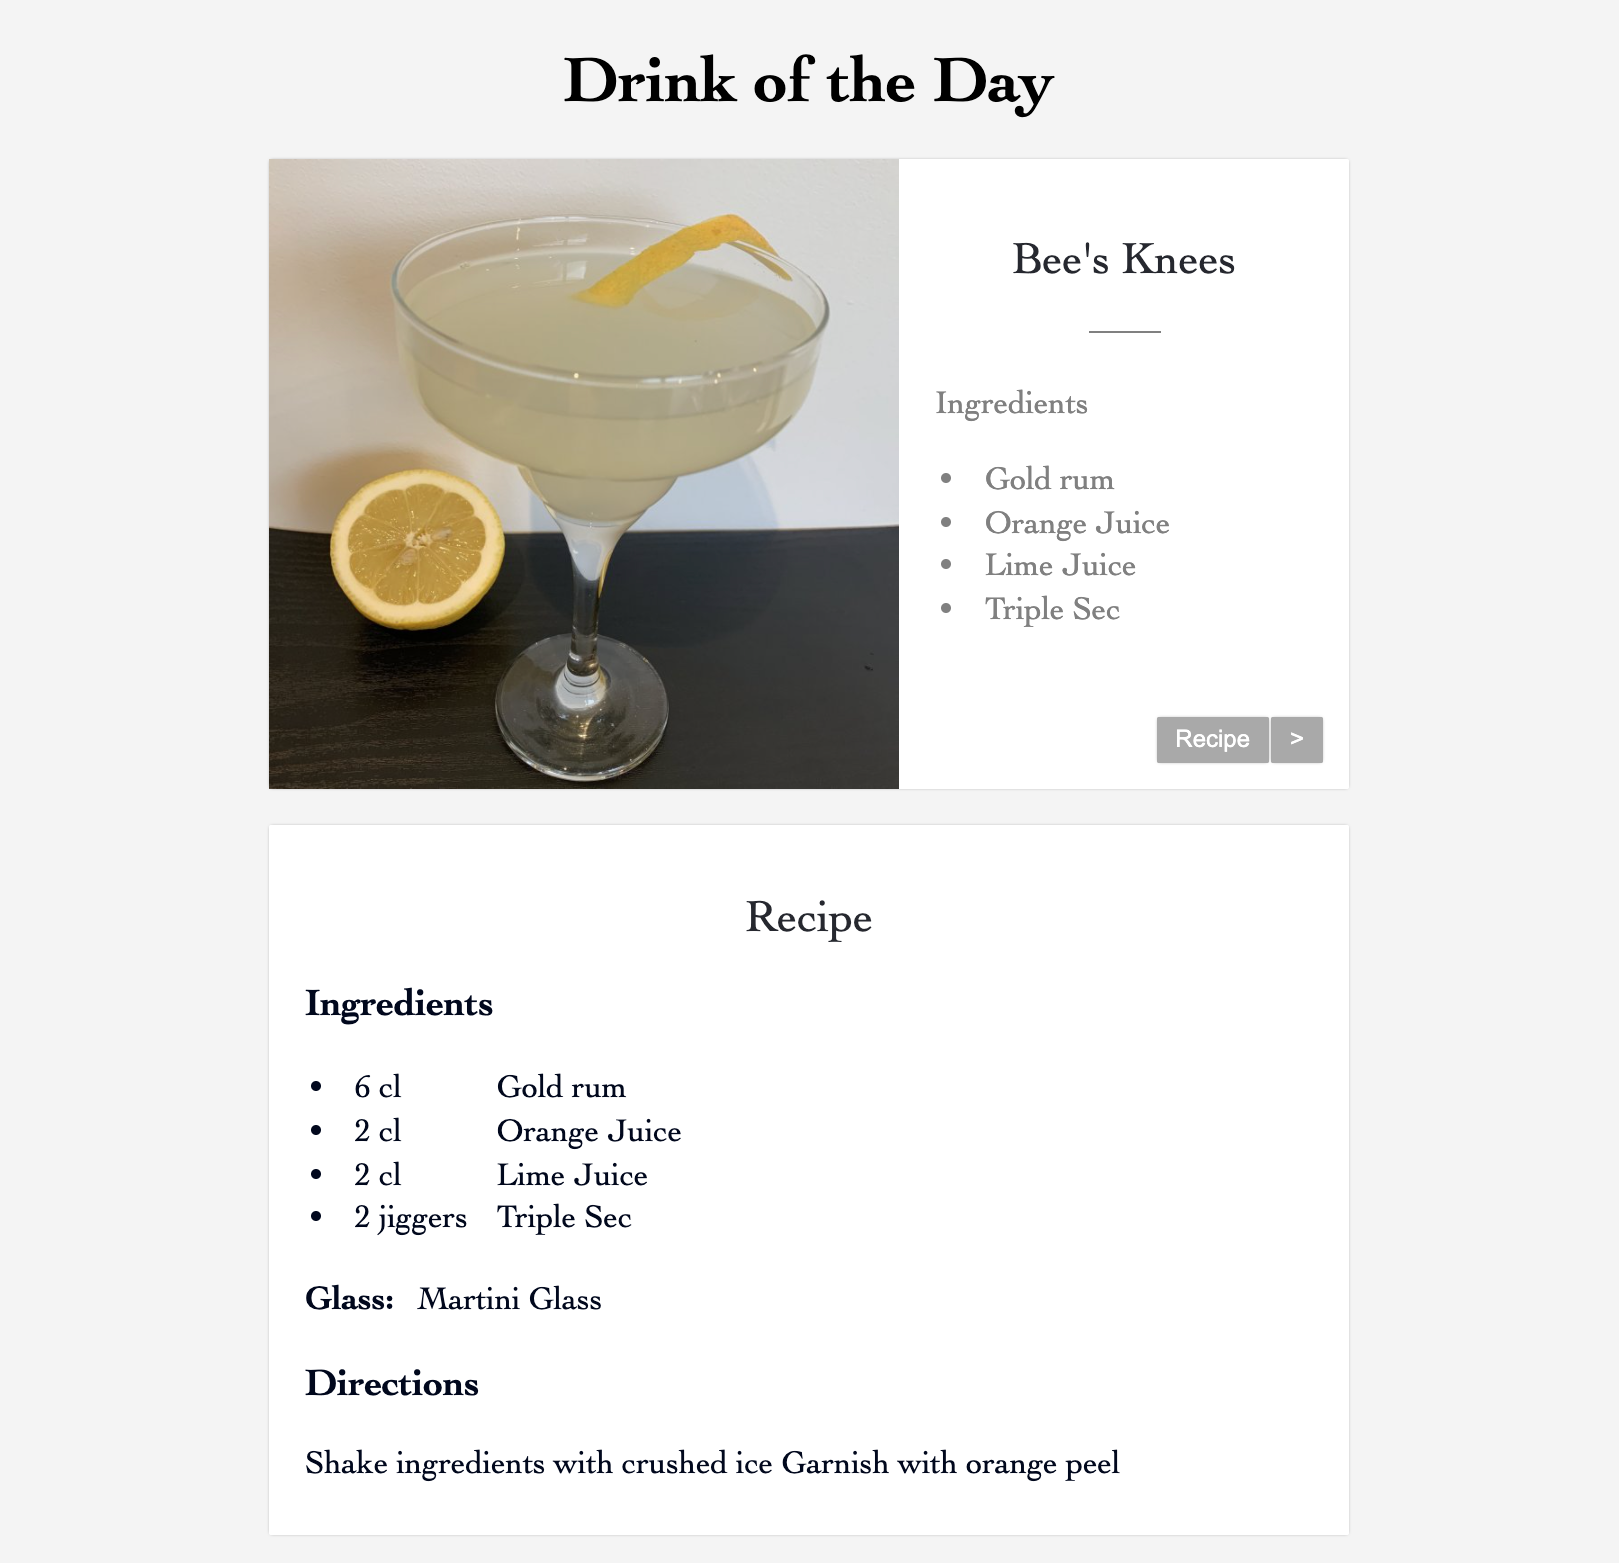 Drink of the Day
Bee's Knees
Ingredients
• Gold rum
• Orange Juice
• Lime Juice
• Triple Sec
Recipe >
Recipe
Ingredients
• 6 cl Gold rum
• 2 cl Orange Juice
• 2 cl Lime Juice
• 2 jiggers Triple Sec
Glass: Martini Glass
Directions
Shake ingredients with crushed ice Garnish with orange peel